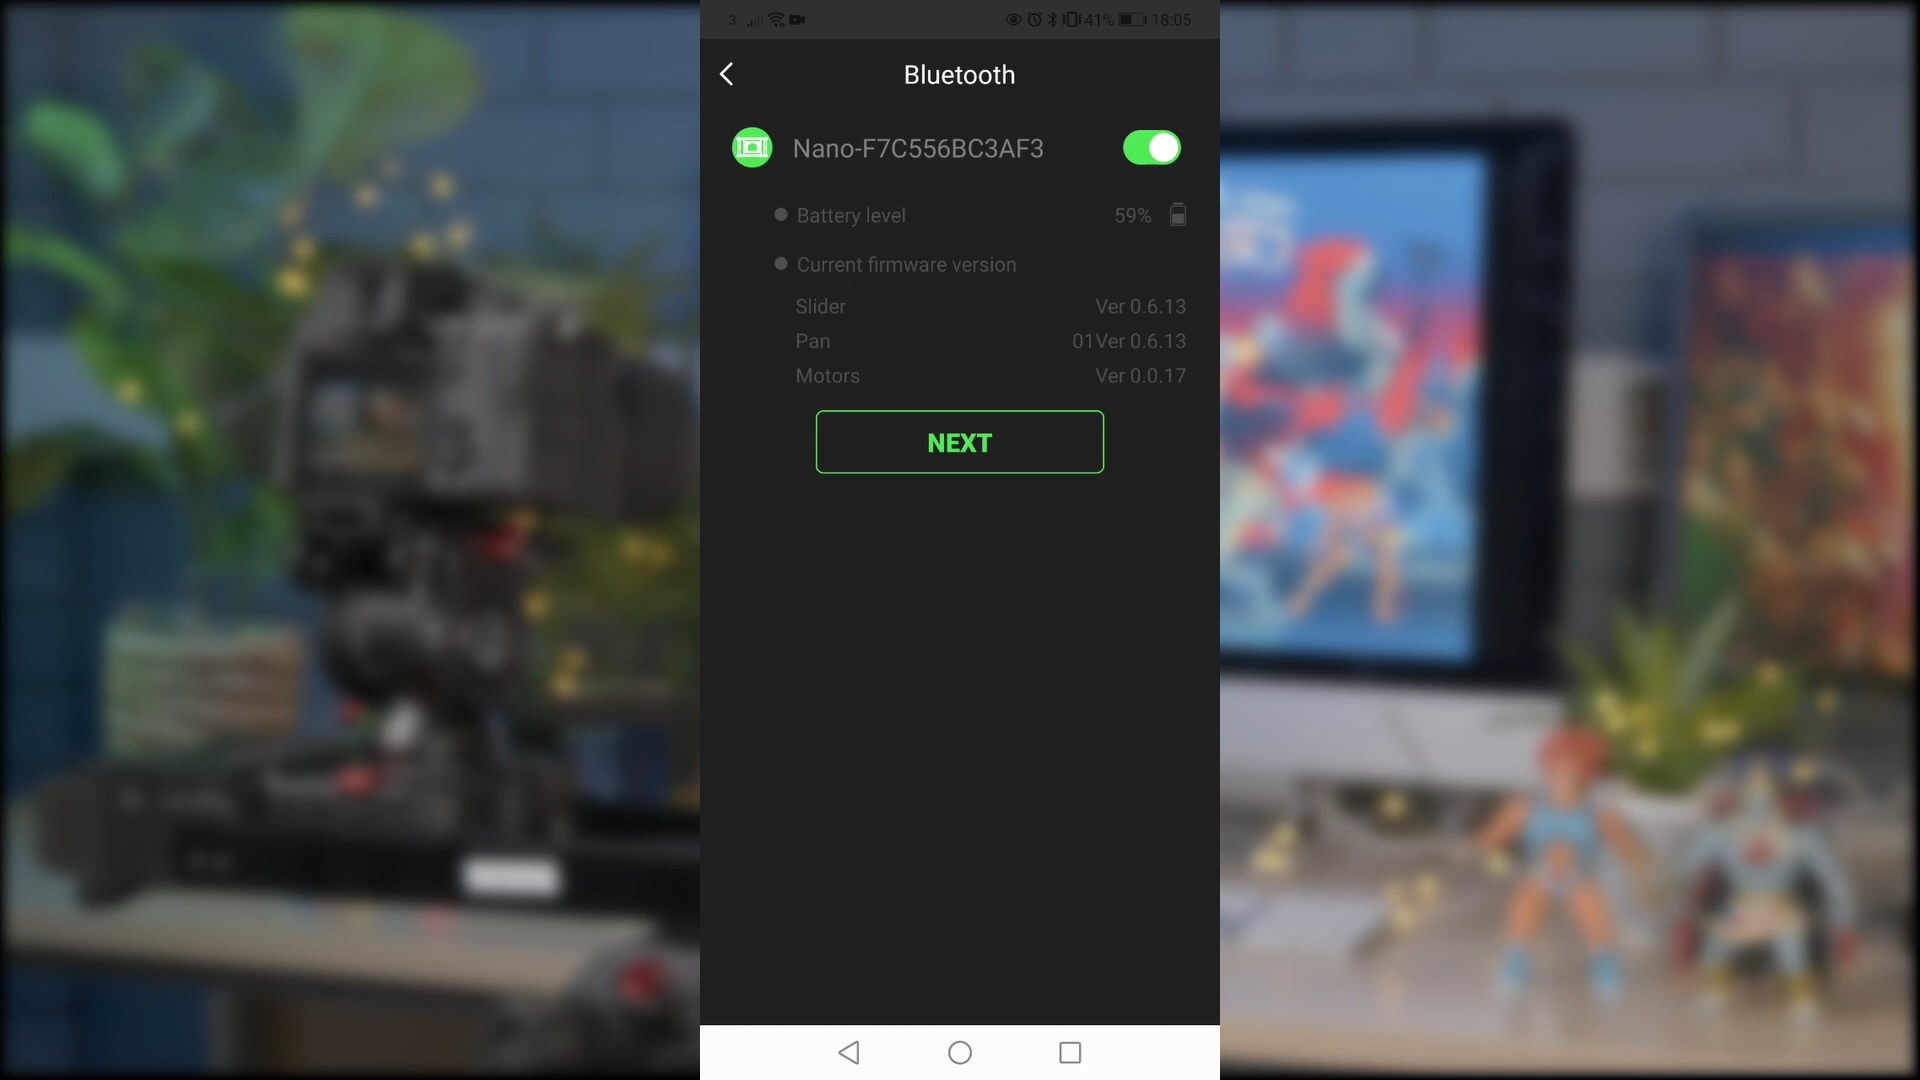 3 41% 18:05
Bluetooth
Nano-F7C556BC3AF3
Battery level 59%
Current firmware version
Slider Ver 0.6.13
Pan 01Ver 0.6.13
Motors Ver 0.0.17
NEXT